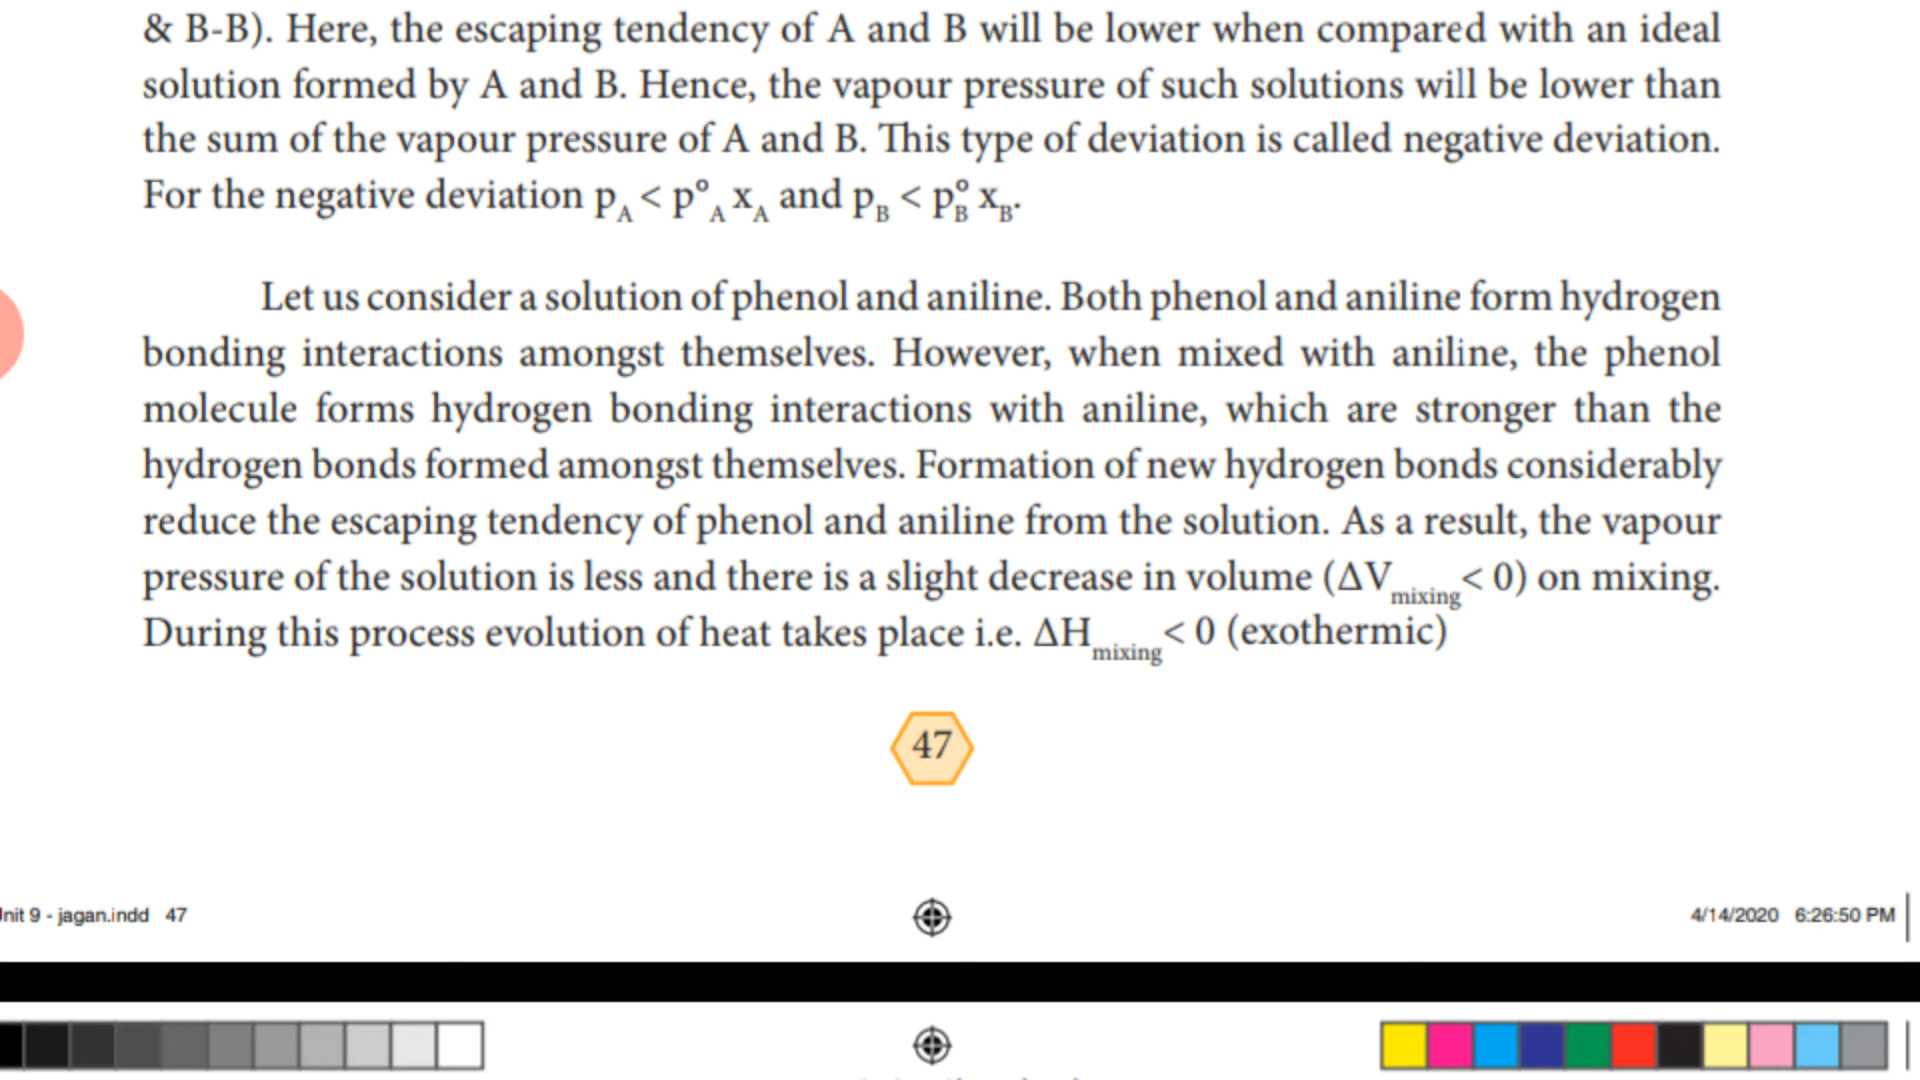 & B-B). Here, the escaping tendency of A and B will be lower when compared with an ideal
solution formed by A and B. Hence, the vapour pressure of such solutions will be lower than
the sum of the vapour pressure of A and B. This type of deviation is called negative deviation.
For the negative deviation p_A < p°_A x_A and p_B < p°_B x_B.
Let us consider a solution of phenol and aniline. Both phenol and aniline form hydrogen
bonding interactions amongst themselves. However, when mixed with aniline, the phenol
molecule forms hydrogen bonding interactions with aniline, which are stronger than the
hydrogen bonds formed amongst themselves. Formation of new hydrogen bonds considerably
reduce the escaping tendency of phenol and aniline from the solution. As a result, the vapour
pressure of the solution is less and there is a slight decrease in volume (ΔV_mixing < 0) on mixing.
During this process evolution of heat takes place i.e. ΔH_mixing < 0 (exothermic)
47
nit 9 - jagan.indd 47
4/14/2020 6:26:50 PM